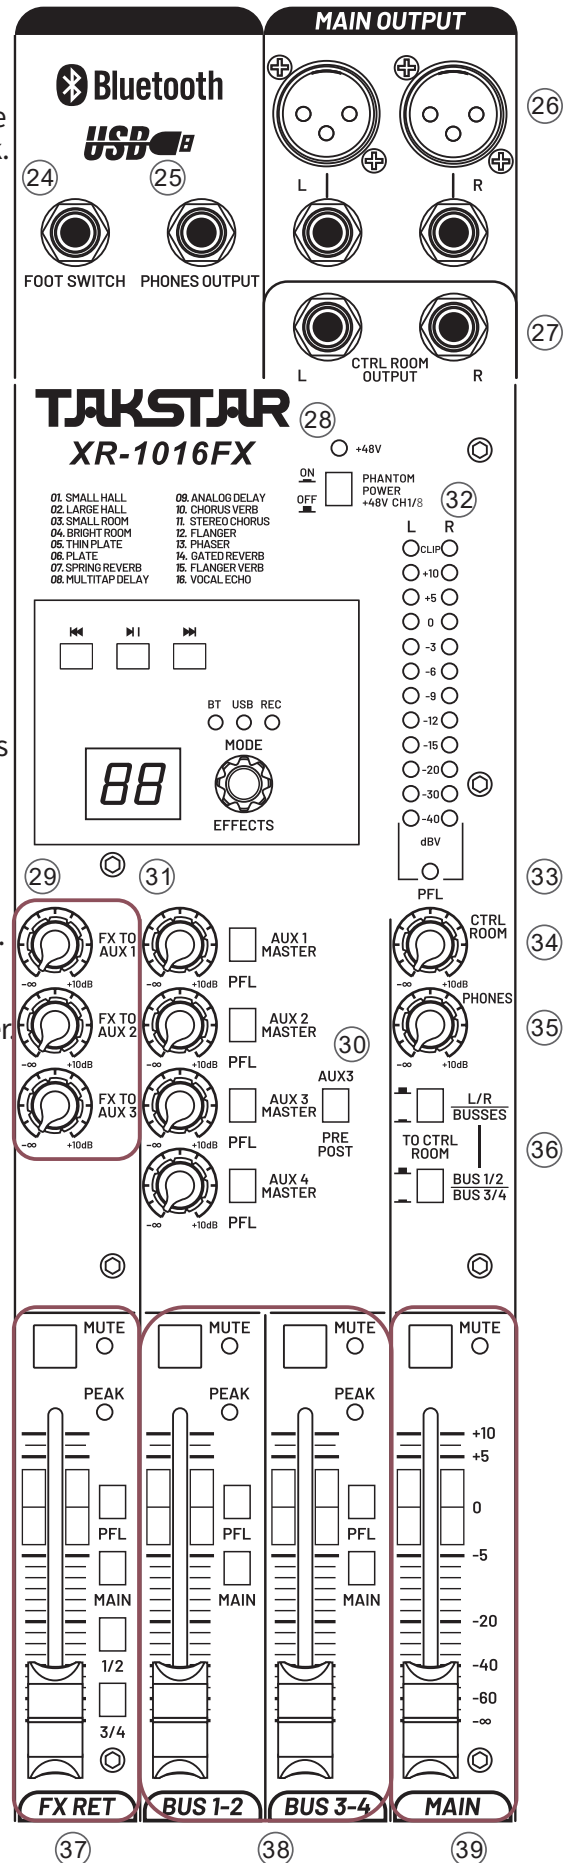 MAIN OUTPUT
Bluetooth
e
USB
k.
26
24
25
L
R
FOOT SWITCH
PHONES OUTPUT
27
CTRL ROOM
OUTPUT
L
R
TAKSTAR
XR-1016FX
28
+48V
ON
OFF
PHANTOM
POWER
+48V CH1/8
32
01. SMALL HALL
02. LARGE HALL
03. SMALL ROOM
04. BRIGHT ROOM
05. THIN PLATE
06. PLATE
07. SPRING REVERB
08. MULTITAP DELAY
09. ANALOG DELAY
10. CHORUS VERB
11. STEREO CHORUS
12. FLANGER
13. PHASER
14. GATED REVERB
15. FLANGER VERB
16. VOCAL ECHO
L R
CLIP
+10
+5
0
-3
-6
-9
-12
-15
-20
-30
-40
dBV
PFL
BT USB REC
MODE
88
EFFECTS
s
29
31
33
FX TO
AUX 1
-∞ +10dB
FX TO
AUX 2
-∞ +10dB
FX TO
AUX 3
-∞ +10dB
.
er.
AUX 1
MASTER
-∞ +10dB PFL
AUX 2
MASTER
-∞ +10dB PFL
AUX 3
MASTER
-∞ +10dB PFL
AUX 4
MASTER
-∞ +10dB PFL
30
AUX3
PRE
POST
CTRL
ROOM
34
-∞ +10dB
PHONES
35
-∞ +10dB
L/R
BUSSES
TO CTRL
ROOM
36
BUS 1/2
BUS 3/4
MUTE
PEAK
PFL
MAIN
1/2
3/4
FX RET
37
MUTE
PEAK
PFL
MAIN
BUS 1-2
MUTE
PEAK
PFL
MAIN
BUS 3-4
38
MUTE
+10
+5
0
-5
-20
-40
-60
-∞
MAIN
39